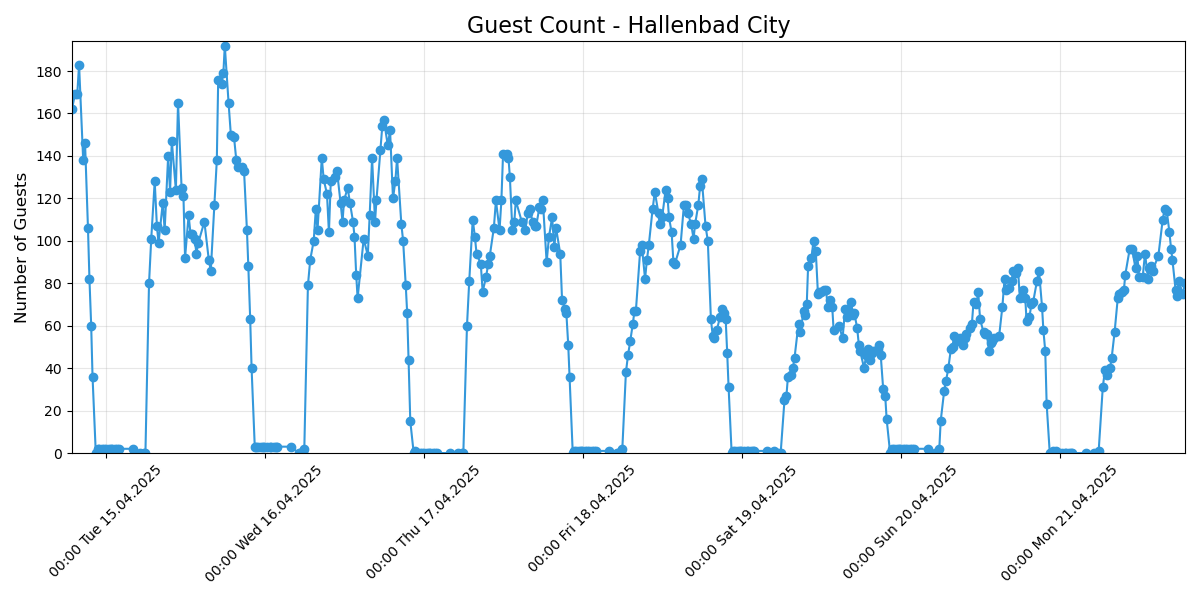 Guest Count - Hallenbad City
Number of Guests
180
160
140
120
100
80
60
40
20
0
00:00 Tue 15.04.2025
00:00 Wed 16.04.2025
00:00 Thu 17.04.2025
00:00 Fri 18.04.2025
00:00 Sat 19.04.2025
00:00 Sun 20.04.2025
00:00 Mon 21.04.2025